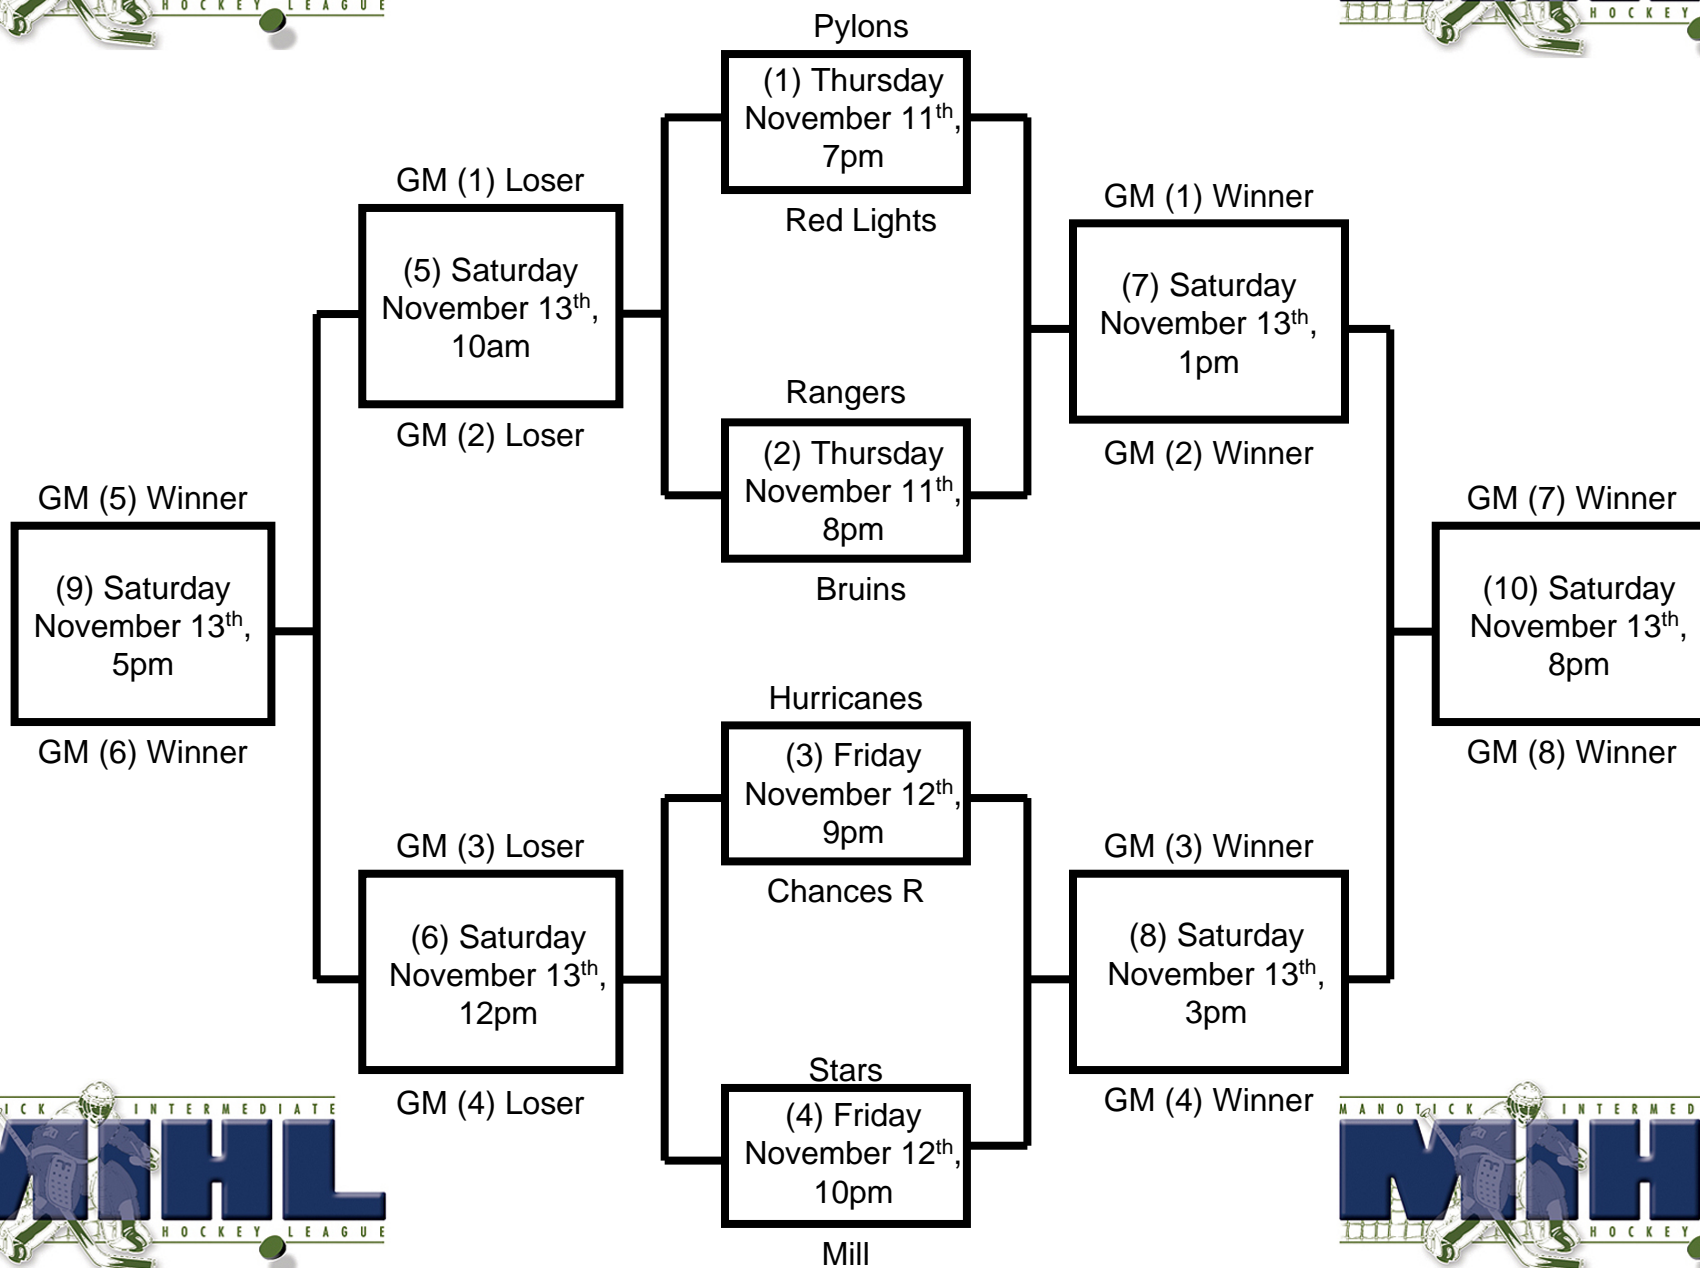 HOCKEY LEAGUE
HOCKEY
Pylons
(1) Thursday
November 11th,
7pm
Red Lights
GM (1) Loser
(5) Saturday
November 13th,
10am
GM (2) Loser
GM (1) Winner
(7) Saturday
November 13th,
1pm
GM (2) Winner
Rangers
(2) Thursday
November 11th,
8pm
Bruins
GM (5) Winner
(9) Saturday
November 13th,
5pm
GM (6) Winner
GM (7) Winner
(10) Saturday
November 13th,
8pm
GM (8) Winner
Hurricanes
(3) Friday
November 12th,
9pm
Chances R
GM (3) Loser
(6) Saturday
November 13th,
12pm
GM (4) Loser
GM (3) Winner
(8) Saturday
November 13th,
3pm
GM (4) Winner
Stars
(4) Friday
November 12th,
10pm
Mill
ICK INTERMEDIATE
MIHL
HOCKEY LEAGUE
MANOTICK INTERMED
MIH
HOCKEY